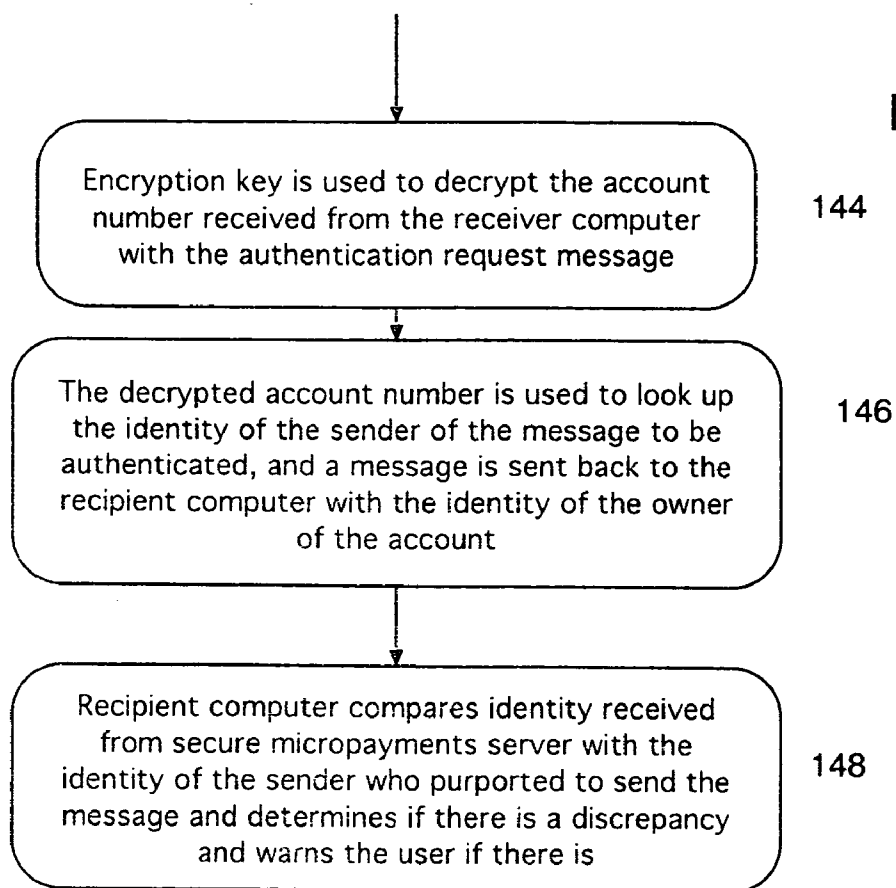 Encryption key is used to decrypt the account
number received from the receiver computer
with the authentication request message
144
The decrypted account number is used to look up
the identity of the sender of the message to be
authenticated, and a message is sent back to the
recipient computer with the identity of the owner
of the account
146
Recipient computer compares identity received
from secure micropayments server with the
identity of the sender who purported to send the
message and determines if there is a discrepancy
and warns the user if there is
148